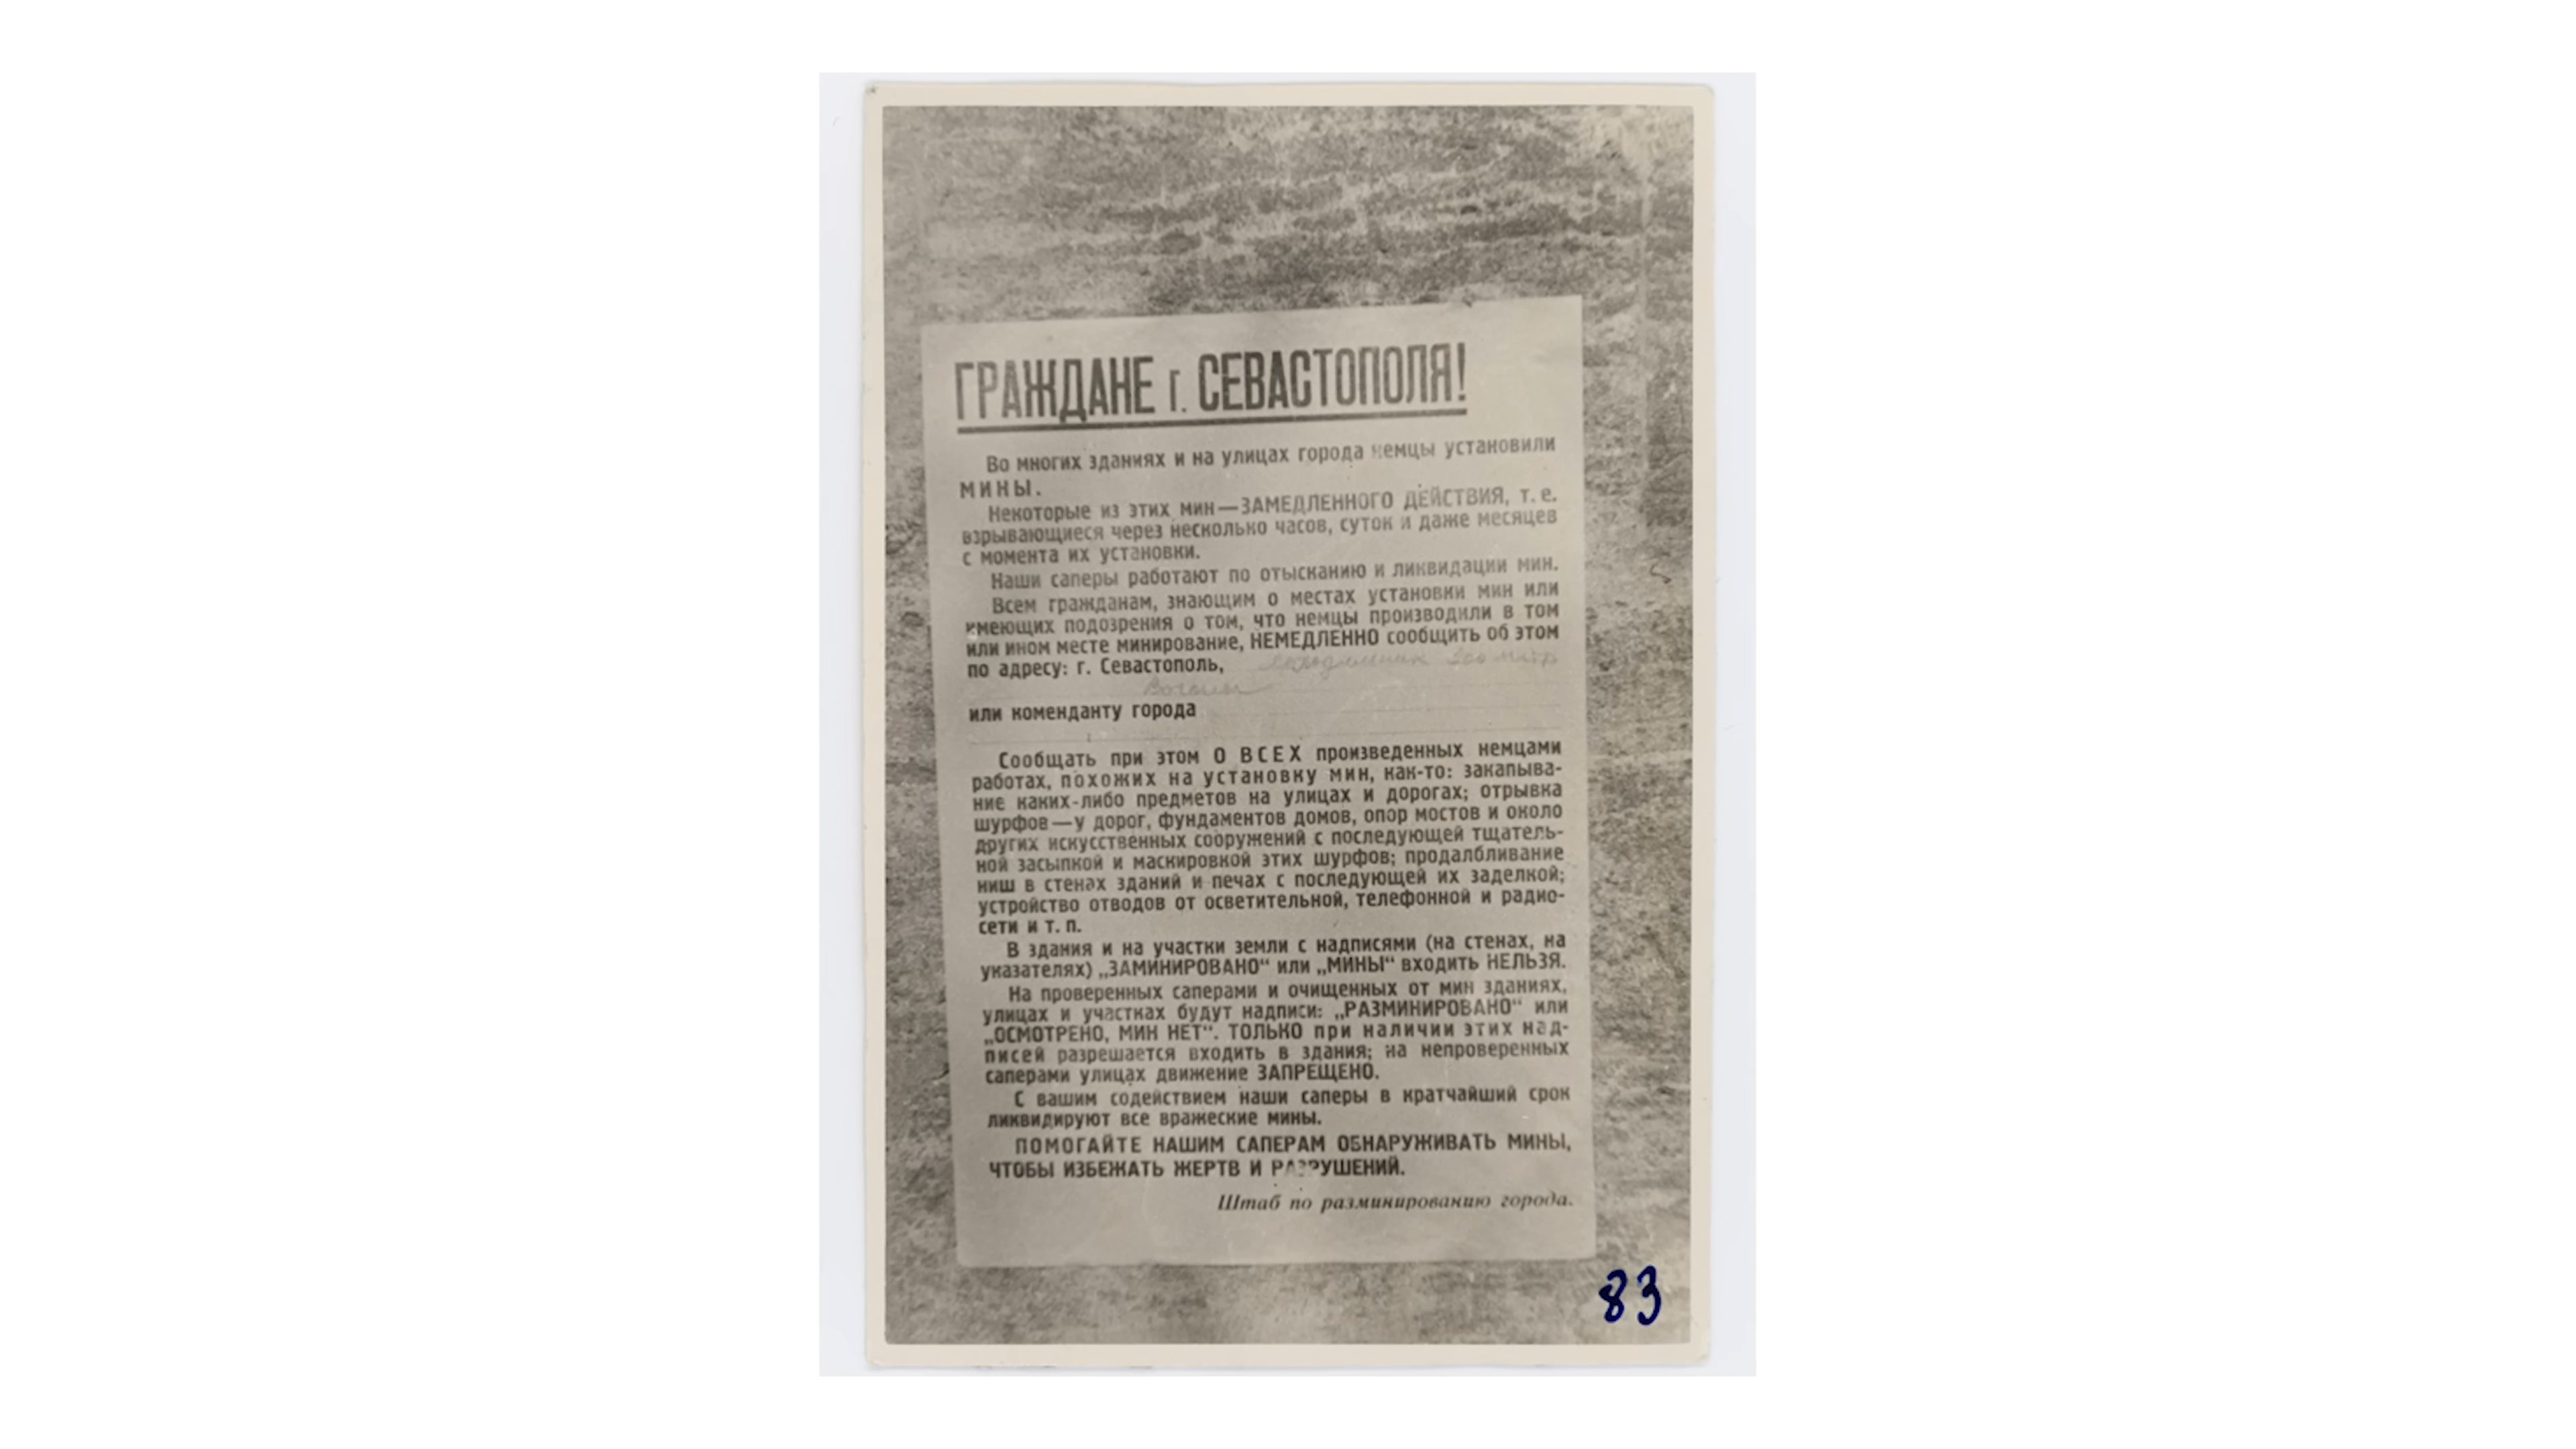 ГРАЖДАНЕ г. СЕВАСТОПОЛЯ!
Во многих зданиях и на улицах города немцы установили
МИНЫ.
Некоторые из этих мин—ЗАМЕДЛЕННОГО ДЕЙСТВИЯ, т. е.
взрывающиеся через несколько часов, суток и даже месяцев
с момента их установки.
Наши саперы работают по отысканию и ликвидации мин.
Всем гражданам, знающим о местах установки мин или
имеющих подозрения о том, что немцы производили в том
или ином месте минирование, НЕМЕДЛЕННО сообщить об этом
по адресу: г. Севастополь,
или коменданту города
Сообщать при этом О ВСЕХ произведенных немцами
работах, похожих на установку мин, как-то: закапыва-
ние каких-либо предметов на улицах и дорогах; отрывка
шурфов—у дорог, фундаментов домов, опор мостов и около
других искусственных сооружений с последующей тщатель-
ной засыпкой и маскировкой этих шурфов; продалбливание
ниш в стенах зданий и печах с последующей их заделкой;
устройство отводов от осветительной, телефонной и радио-
сети и т. п.
В здания и на участки земли с надписями (на стенах, на
указателях) „ЗАМИНИРОВАНО“ или „МИНЫ“ входить НЕЛЬЗЯ.
На проверенных саперами и очищенных от мин зданиях,
улицах и участках будут надписи: „РАЗМИНИРОВАНО“ или
„ОСМОТРЕНО, МИН НЕТ“. ТОЛЬКО при наличии этих над-
писей разрешается входить в здания; на непроверенных
саперами улицах движение ЗАПРЕЩЕНО.
С вашим содействием наши саперы в кратчайший срок
ликвидируют все вражеские мины.
ПОМОГАЙТЕ НАШИМ САПЕРАМ ОБНАРУЖИВАТЬ МИНЫ,
ЧТОБЫ ИЗБЕЖАТЬ ЖЕРТВ И РАЗРУШЕНИЙ.
Штаб по разминированию города.
83